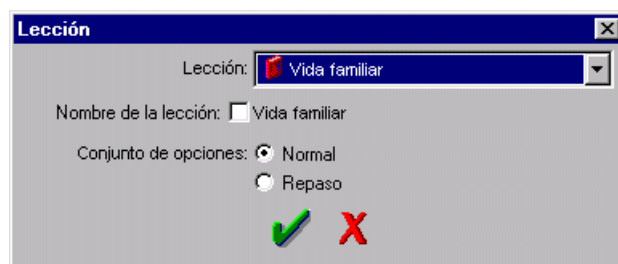 Lección
Lección: Vida familiar
Nombre de la lección: Vida familiar
Conjunto de opciones: Normal
Repaso